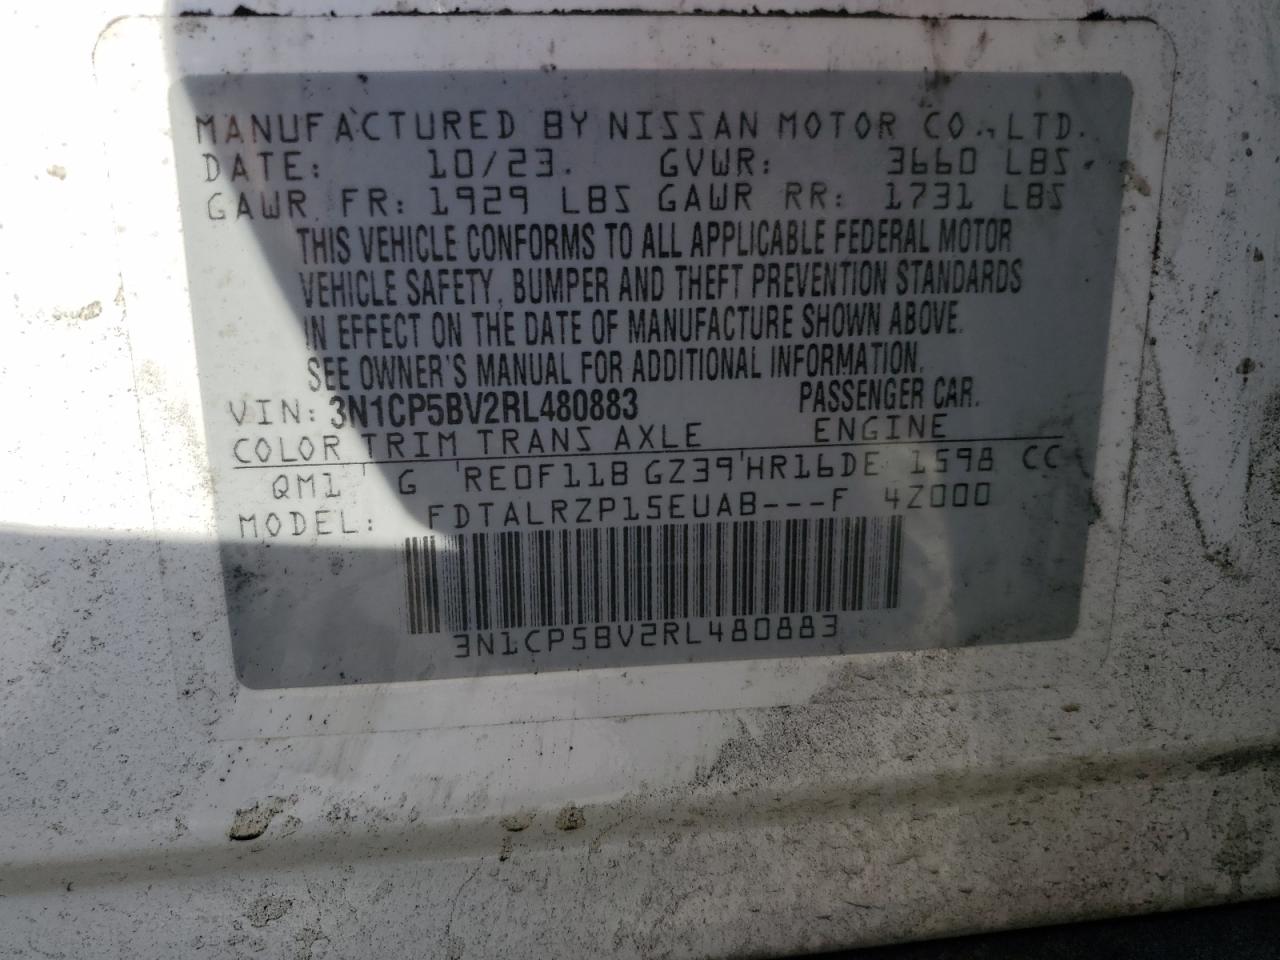 MANUFACTURED BY NISSAN MOTOR CO., LTD.
DATE: 10/23. GVWR: 3660 LBS
GAWR FR: 1929 LBS GAWR RR: 1731 LBS
THIS VEHICLE CONFORMS TO ALL APPLICABLE FEDERAL MOTOR
VEHICLE SAFETY, BUMPER AND THEFT PREVENTION STANDARDS
IN EFFECT ON THE DATE OF MANUFACTURE SHOWN ABOVE.
SEE OWNER'S MANUAL FOR ADDITIONAL INFORMATION.
VIN: 3N1CP5BV2RL480883 PASSENGER CAR.
COLOR TRIM TRANS AXLE ENGINE
QM1 G RE0F11B GZ39 HR16DE 1598 CC
MODEL: FDTALRZP15EUAB---F 4Z000
3N1CP5BV2RL480883